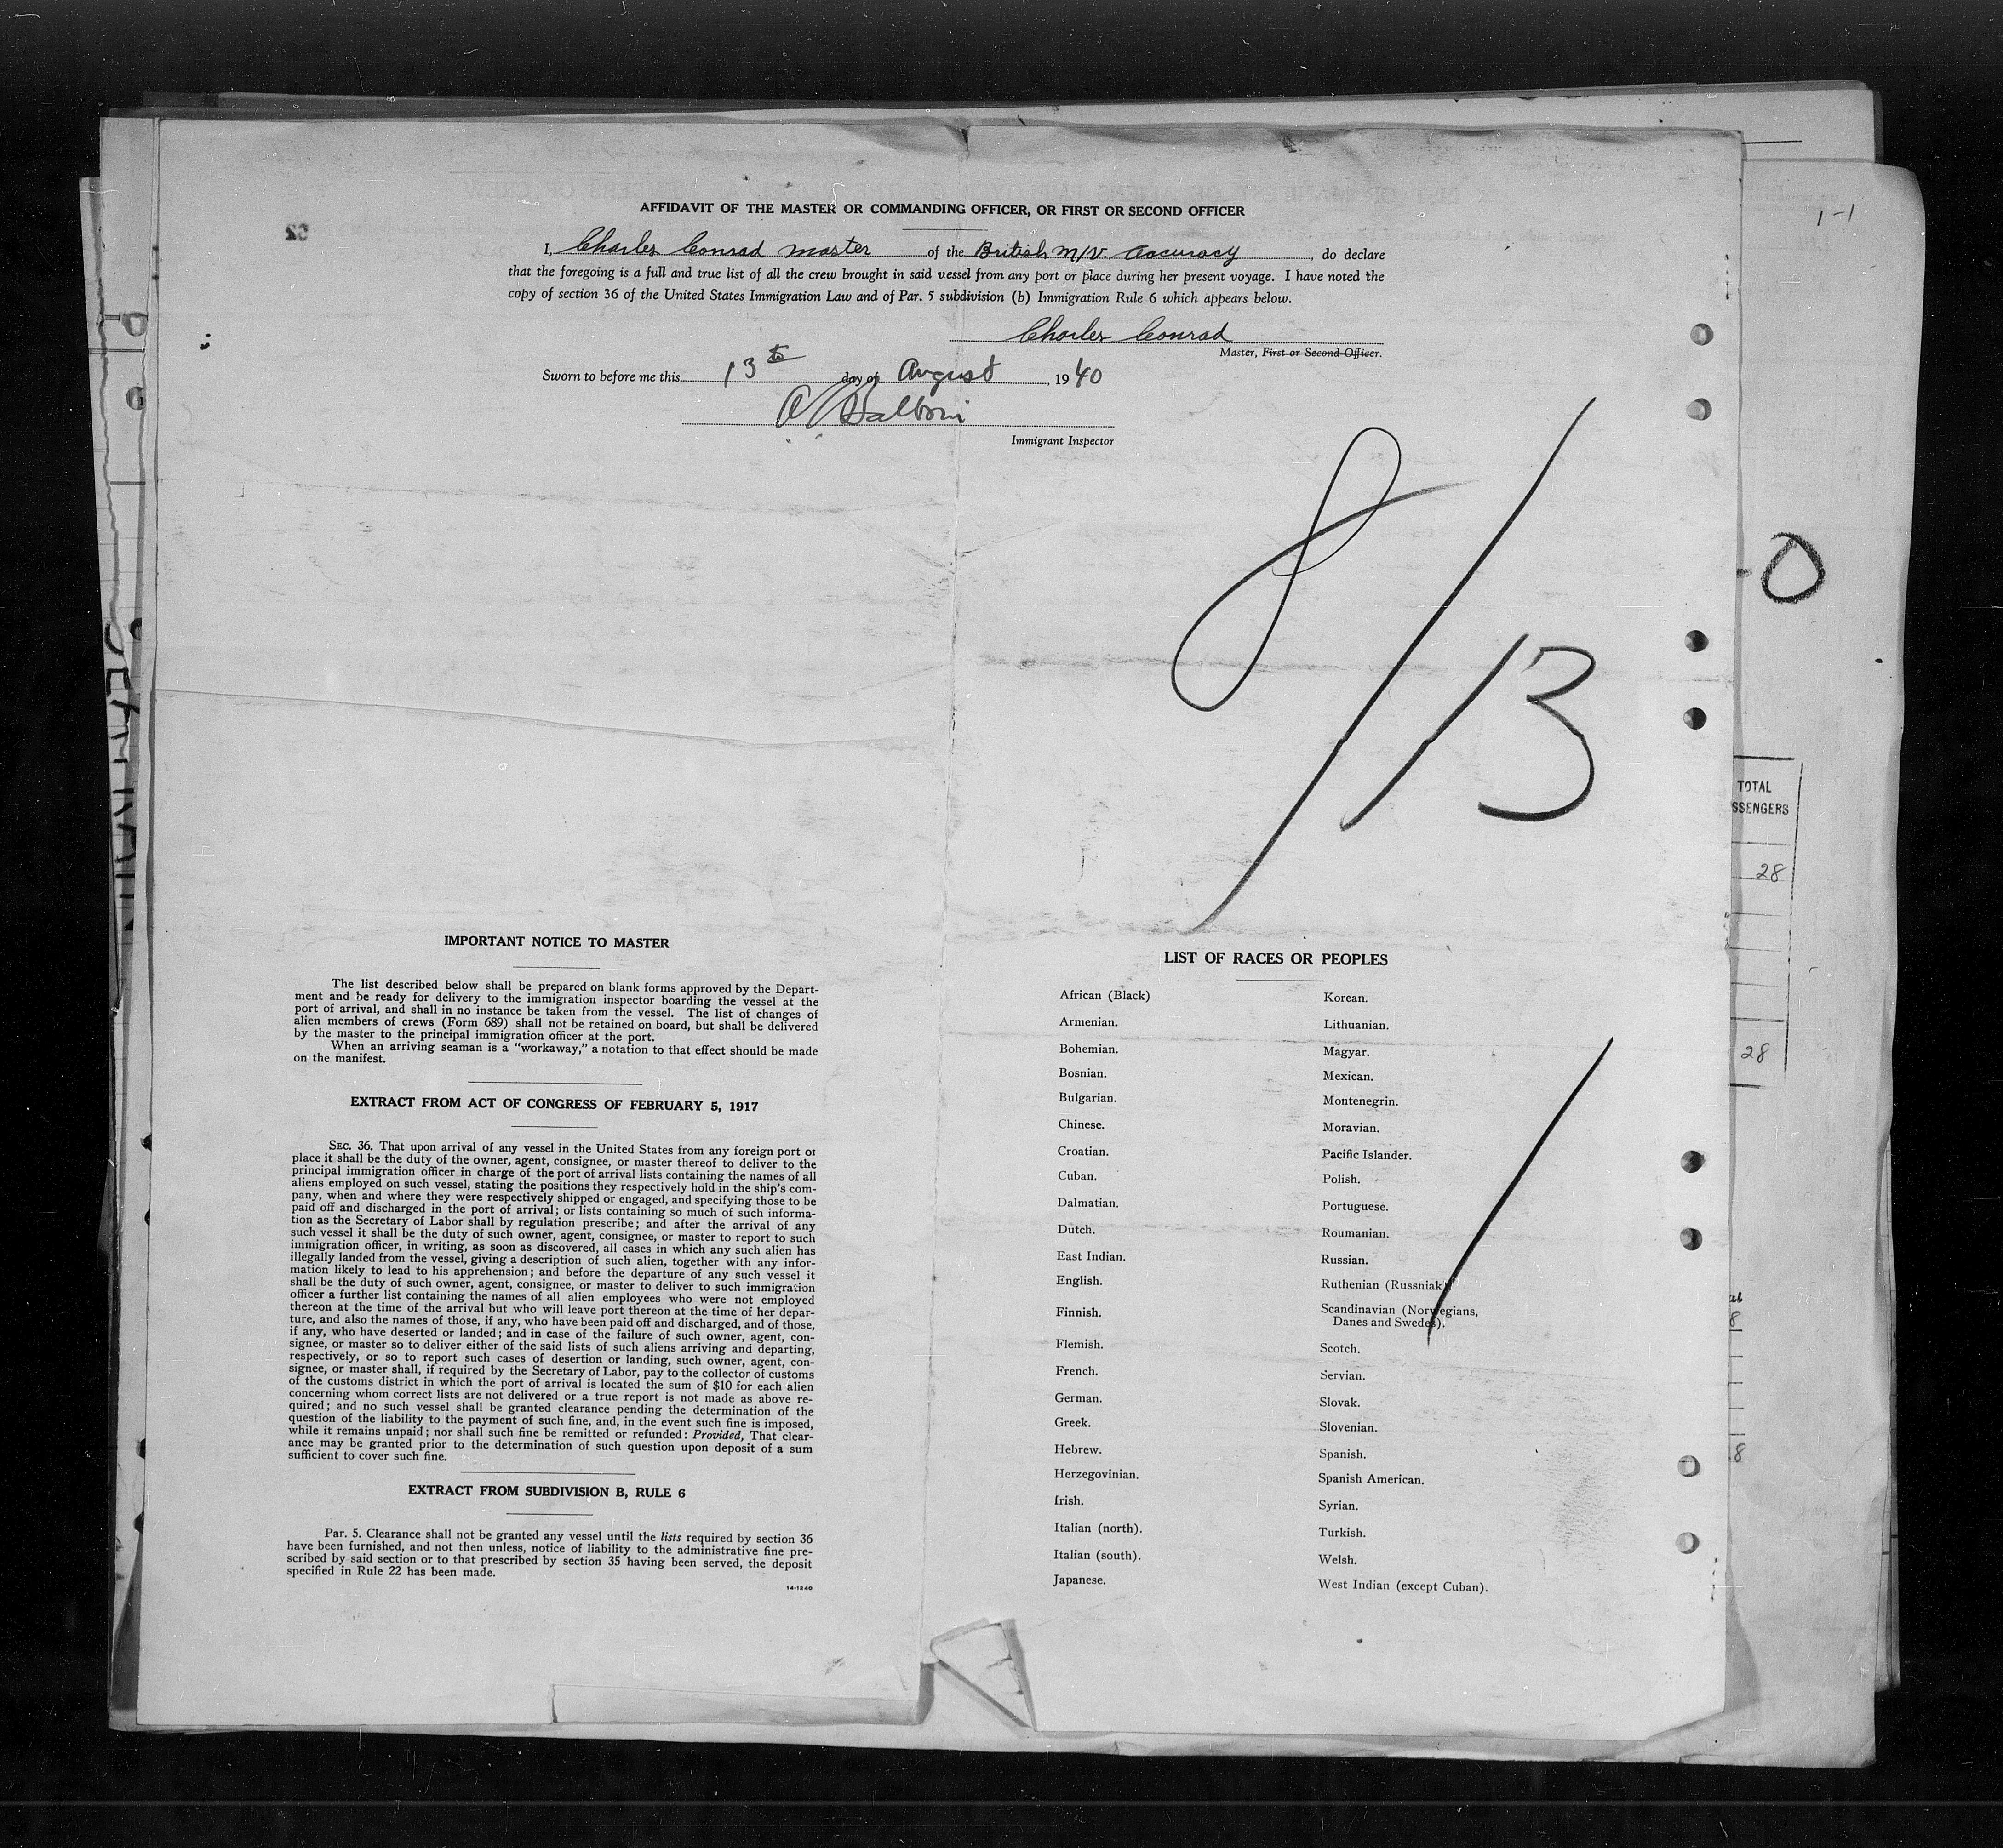 AFFIDAVIT OF THE MASTER OR COMMANDING OFFICER, OR FIRST OR SECOND OFFICER
I, Charles Conrad master of the British M/V. Accuracy, do declare
that the foregoing is a full and true list of all the crew brought in said vessel from any port or place during her present voyage. I have noted the
copy of section 36 of the United States Immigration Law and of Par. 5 subdivision (b) Immigration Rule 6 which appears below.
Charles Conrad
Master, First or Second Officer.
Sworn to before me this 13th day of August, 1940
Balboni
Immigrant Inspector
8/13
1-1
0
TOTAL
SSENGERS
28
28
8
8
IMPORTANT NOTICE TO MASTER
The list described below shall be prepared on blank forms approved by the Depart-
ment and be ready for delivery to the immigration inspector boarding the vessel at the
port of arrival, and shall in no instance be taken from the vessel. The list of changes of
alien members of crews (Form 689) shall not be retained on board, but shall be delivered
by the master to the principal immigration officer at the port.
When an arriving seaman is a "workaway," a notation to that effect should be made
on the manifest.
EXTRACT FROM ACT OF CONGRESS OF FEBRUARY 5, 1917
SEC. 36. That upon arrival of any vessel in the United States from any foreign port or
place it shall be the duty of the owner, agent, consignee, or master thereof to deliver to the
principal immigration officer in charge of the port of arrival lists containing the names of all
aliens employed on such vessel, stating the positions they respectively hold in the ship's com-
pany, when and where they were respectively shipped or engaged, and specifying those to be
paid off and discharged in the port of arrival; or lists containing so much of such informa-
tion as the Secretary of Labor shall by regulation prescribe; and after the arrival of any
such vessel it shall be the duty of such owner, agent, consignee, or master to report to such
immigration officer, in writing, as soon as discovered, all cases in which any such alien has
illegally landed from the vessel, giving a description of such alien, together with any infor-
mation likely to lead to his apprehension; and before the departure of any such vessel it
shall be the duty of such owner, agent, consignee, or master to deliver to such immigration
officer a further list containing the names of all alien employees who were not employed
thereon at the time of the arrival but who will leave port thereon at the time of her depar-
ture, and also the names of those, if any, who have been paid off and discharged, and of those,
if any, who have deserted or landed; and in case of the failure of such owner, agent, con-
signee, or master so to deliver either of the said lists of such aliens arriving and departing,
respectively, or so to report such cases of desertion or landing, such owner, agent, con-
signee, or master shall, if required by the Secretary of Labor, pay to the collector of customs
of the customs district in which the port of arrival is located the sum of $10 for each alien
concerning whom correct lists are not delivered or a true report is not made as above re-
quired; and no such vessel shall be granted clearance pending the determination of the
question of the liability to the payment of such fine, and, in the event such fine is imposed,
while it remains unpaid; nor shall such fine be remitted or refunded: Provided, That clear-
ance may be granted prior to the determination of such question upon deposit of a sum
sufficient to cover such fine.
EXTRACT FROM SUBDIVISION B, RULE 6
Par. 5. Clearance shall not be granted any vessel until the lists required by section 36
have been furnished, and not then unless, notice of liability to the administrative fine pre-
scribed by said section or to that prescribed by section 35 having been served, the deposit
specified in Rule 22 has been made.
14-1240
LIST OF RACES OR PEOPLES
African (Black)
Armenian.
Bohemian.
Bosnian.
Bulgarian.
Chinese.
Croatian.
Cuban.
Dalmatian.
Dutch.
East Indian.
English.
Finnish.
Flemish.
French.
German.
Greek.
Hebrew.
Herzegovinian.
Irish.
Italian (north).
Italian (south).
Japanese.
Korean.
Lithuanian.
Magyar.
Mexican.
Montenegrin.
Moravian.
Pacific Islander.
Polish.
Portuguese.
Roumanian.
Russian.
Ruthenian (Russniak).
Scandinavian (Norwegians,
Danes and Swedes).
Scotch.
Servian.
Slovak.
Slovenian.
Spanish.
Spanish American.
Syrian.
Turkish.
Welsh.
West Indian (except Cuban).